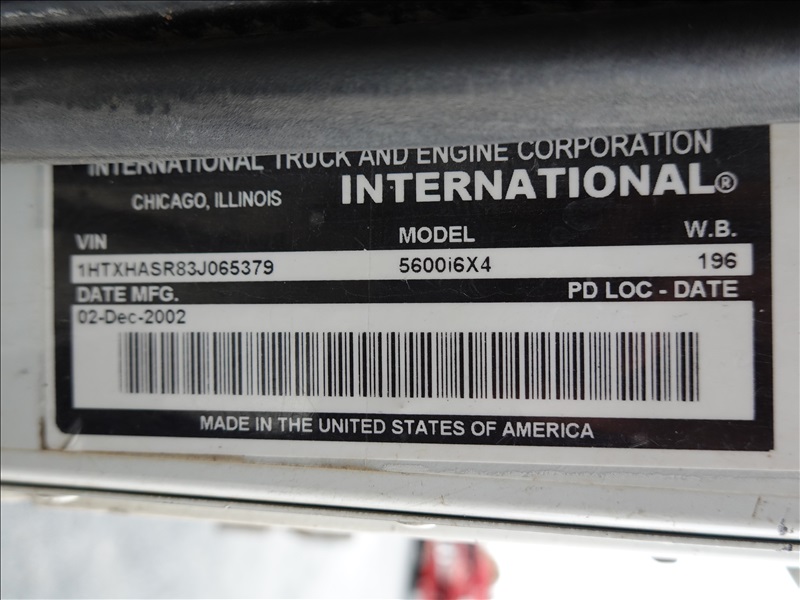 INTERNATIONAL TRUCK AND ENGINE CORPORATION
CHICAGO, ILLINOIS INTERNATIONAL®
VIN MODEL W.B.
1HTXHASR83J065379 5600i6X4 196
DATE MFG. PD LOC - DATE
02-Dec-2002
MADE IN THE UNITED STATES OF AMERICA